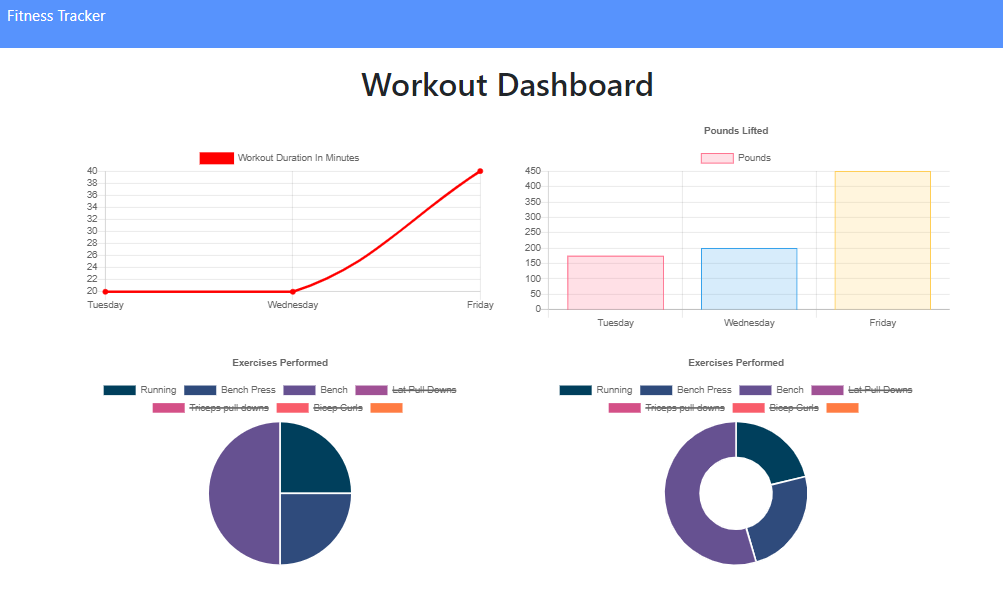 Fitness Tracker
Workout Dashboard
Workout Duration In Minutes
40
38
36
34
32
30
28
26
24
22
20
Tuesday Wednesday Friday
Pounds Lifted
Pounds
450
400
350
300
250
200
150
100
50
0
Tuesday Wednesday Friday
Exercises Performed
Running Bench Press Bench Lat Pull Downs
Triceps pull downs Bicep Curls
Exercises Performed
Running Bench Press Bench Lat Pull Downs
Triceps pull downs Bicep Curls